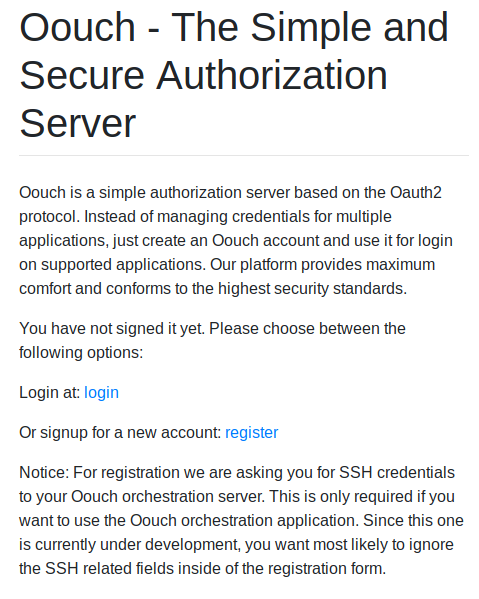 Oouch - The Simple and
Secure Authorization
Server
Oouch is a simple authorization server based on the Oauth2
protocol. Instead of managing credentials for multiple
applications, just create an Oouch account and use it for login
on supported applications. Our platform provides maximum
comfort and conforms to the highest security standards.
You have not signed it yet. Please choose between the
following options:
Login at: login
Or signup for a new account: register
Notice: For registration we are asking you for SSH credentials
to your Oouch orchestration server. This is only required if you
want to use the Oouch orchestration application. Since this one
is currently under development, you want most likely to ignore
the SSH related fields inside of the registration form.